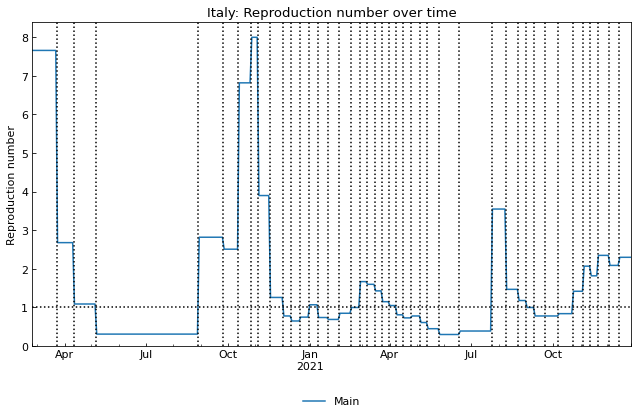 Italy: Reproduction number over time
Reproduction number
8
7
6
5
4
3
2
1
0
Apr
Jul
Oct
Jan
2021
Apr
Jul
Oct
Main